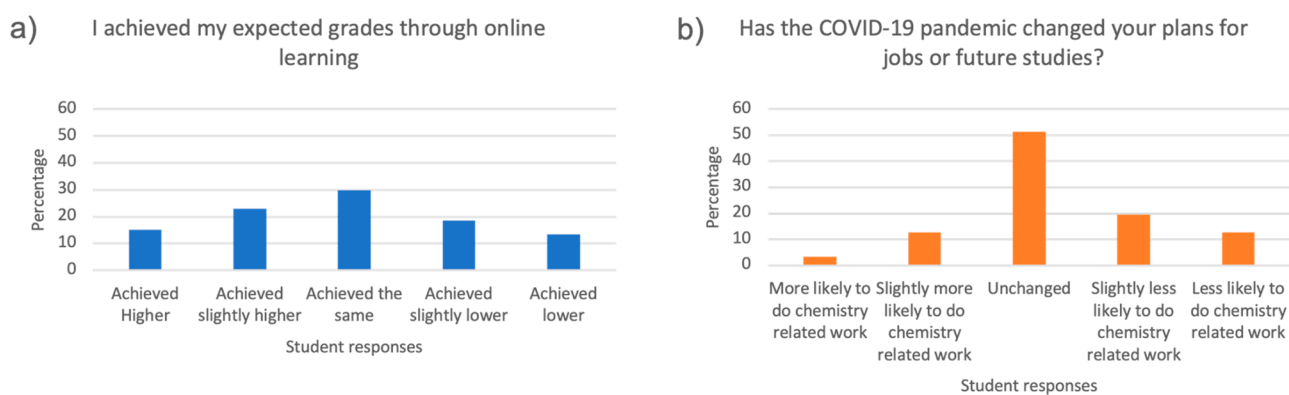 a)
I achieved my expected grades through online
learning
60
50
40
30
20
10
0
Percentage
Achieved
Higher
Achieved
slightly higher
Achieved the
same
Achieved
slightly lower
Achieved
lower
Student responses
b)
Has the COVID-19 pandemic changed your plans for
jobs or future studies?
60
50
40
30
20
10
0
Percentage
More likely to
do chemistry
related work
Slightly more
likely to do
chemistry
related work
Unchanged
Slightly less
likely to do
chemistry
related work
Less likely to
do chemistry
related work
Student responses